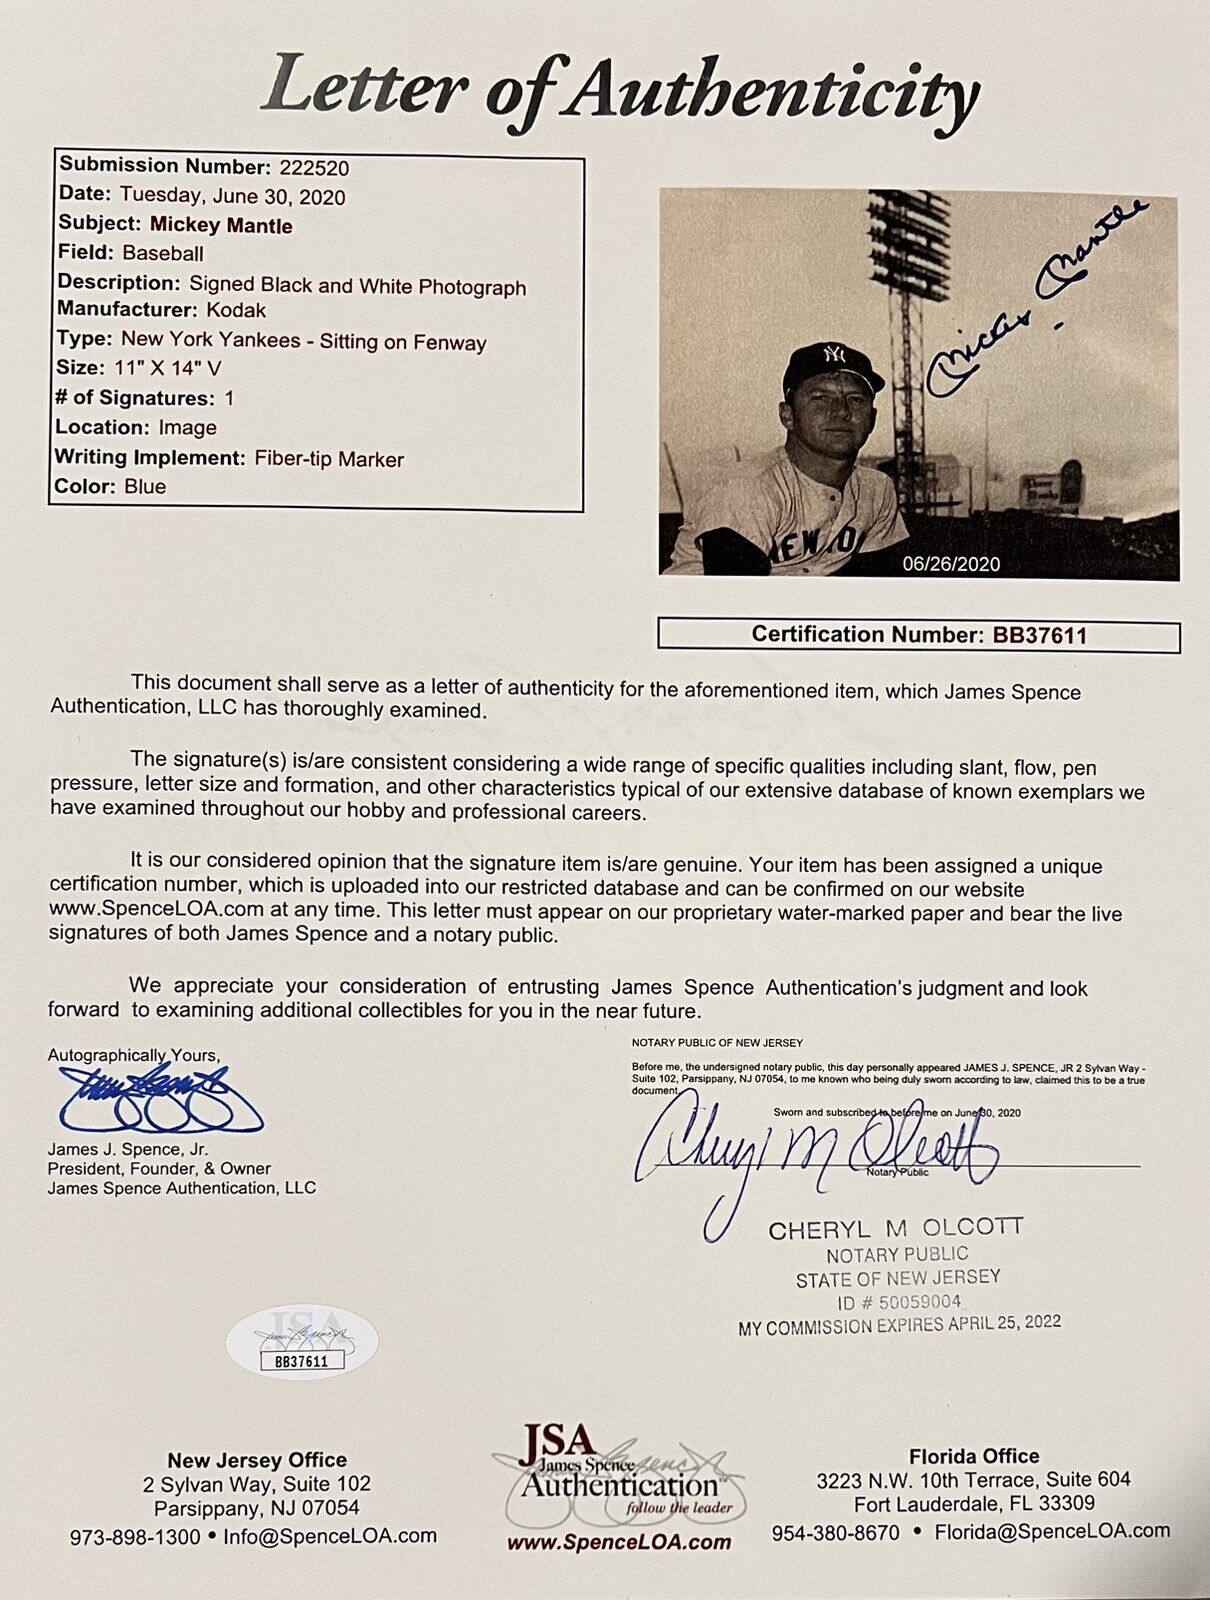 Letter of Authenticity
Submission Number: 222520
Date: Tuesday, June 30, 2020
Subject: Mickey Mantle
Field: Baseball
Description: Signed Black and White Photograph
Manufacturer: Kodak
Type: New York Yankees - Sitting on Fenway
Size: 11" X 14" V
# of Signatures: 1
Location: Image
Writing Implement: Fiber-tip Marker
Color: Blue
Mickey Mantle
NY
NEW YO
06/26/2020
Certification Number: BB37611
This document shall serve as a letter of authenticity for the aforementioned item, which James Spence
Authentication, LLC has thoroughly examined.
The signature(s) is/are consistent considering a wide range of specific qualities including slant, flow, pen
pressure, letter size and formation, and other characteristics typical of our extensive database of known exemplars we
have examined throughout our hobby and professional careers.
It is our considered opinion that the signature item is/are genuine. Your item has been assigned a unique
certification number, which is uploaded into our restricted database and can be confirmed on our website
www.SpenceLOA.com at any time. This letter must appear on our proprietary water-marked paper and bear the live
signatures of both James Spence and a notary public.
We appreciate your consideration of entrusting James Spence Authentication's judgment and look
forward to examining additional collectibles for you in the near future.
Autographically Yours,
James J. Spence, Jr.
President, Founder, & Owner
James Spence Authentication, LLC
NOTARY PUBLIC OF NEW JERSEY
Before me, the undersigned notary public, this day personally appeared JAMES J. SPENCE, JR 2 Sylvan Way -
Suite 102, Parsippany, NJ 07054, to me known who being duly sworn according to law, claimed this to be a true
document.
Sworn and subscribed to before me on June 30, 2020
Cheryl M Olcott
Notary Public
CHERYL M OLCOTT
NOTARY PUBLIC
STATE OF NEW JERSEY
ID # 50059004
MY COMMISSION EXPIRES APRIL 25, 2022
JSA
BB37611
New Jersey Office
2 Sylvan Way, Suite 102
Parsippany, NJ 07054
973-898-1300 • Info@SpenceLOA.com
JSA
James Spence
Authentication™
follow the leader
www.SpenceLOA.com
Florida Office
3223 N.W. 10th Terrace, Suite 604
Fort Lauderdale, FL 33309
954-380-8670 • Florida@SpenceLOA.com